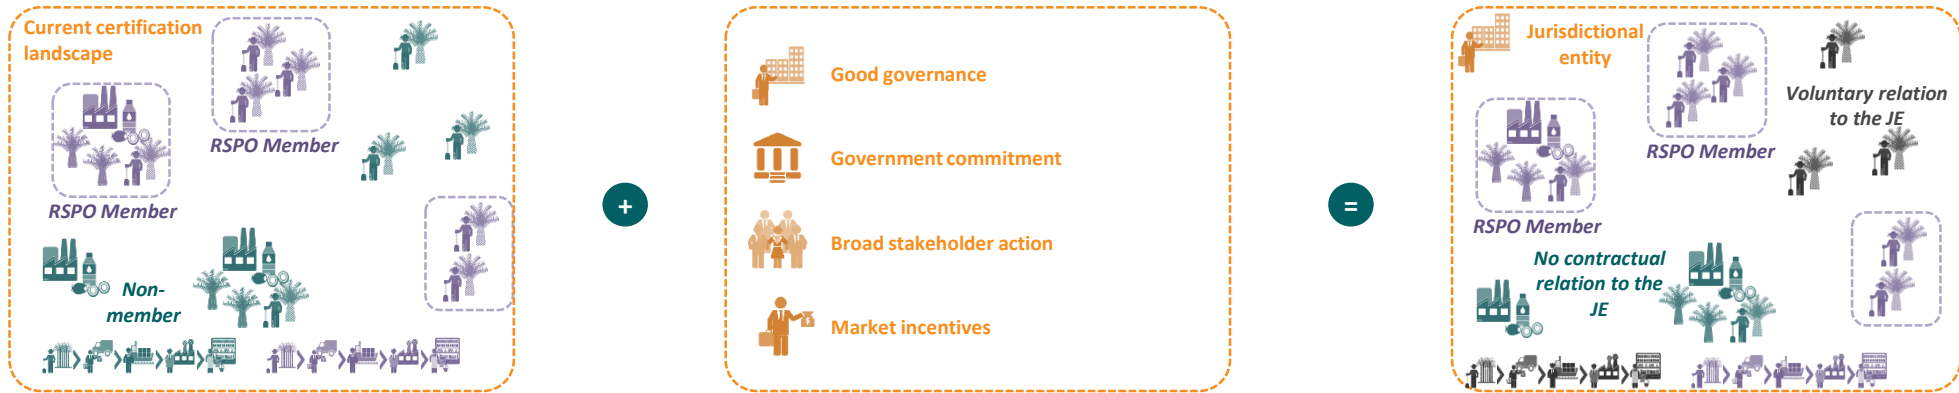 Current certification
landscape
RSPO Member
RSPO Member
Non-
member
+
Good governance
Government commitment
Broad stakeholder action
Market incentives
=
Jurisdictional
entity
Voluntary relation
to the JE
RSPO Member
RSPO Member
No contractual
relation to the
JE